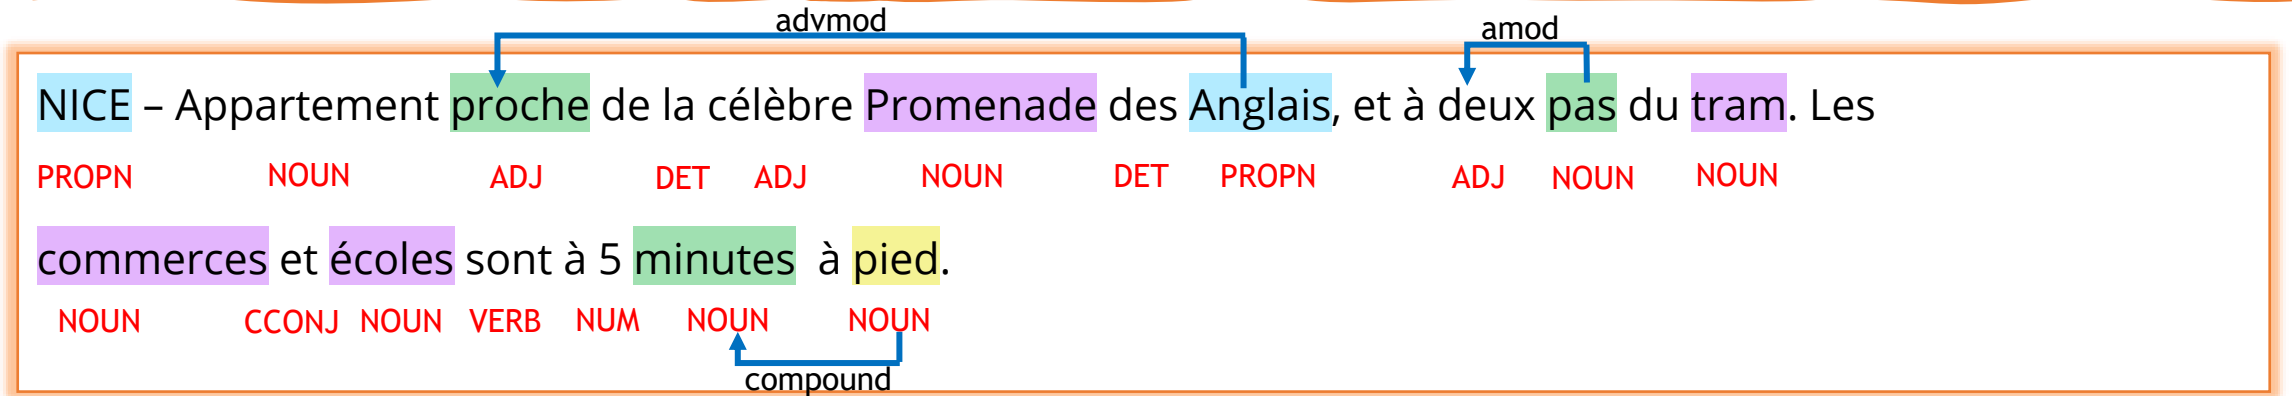 advmod amod
NICE – Appartement proche de la célèbre Promenade des Anglais, et à deux pas du tram. Les
PROPN NOUN ADJ DET ADJ NOUN DET PROPN ADJ NOUN NOUN
commerces et écoles sont à 5 minutes à pied.
NOUN CCONJ NOUN VERB NUM NOUN NOUN
compound